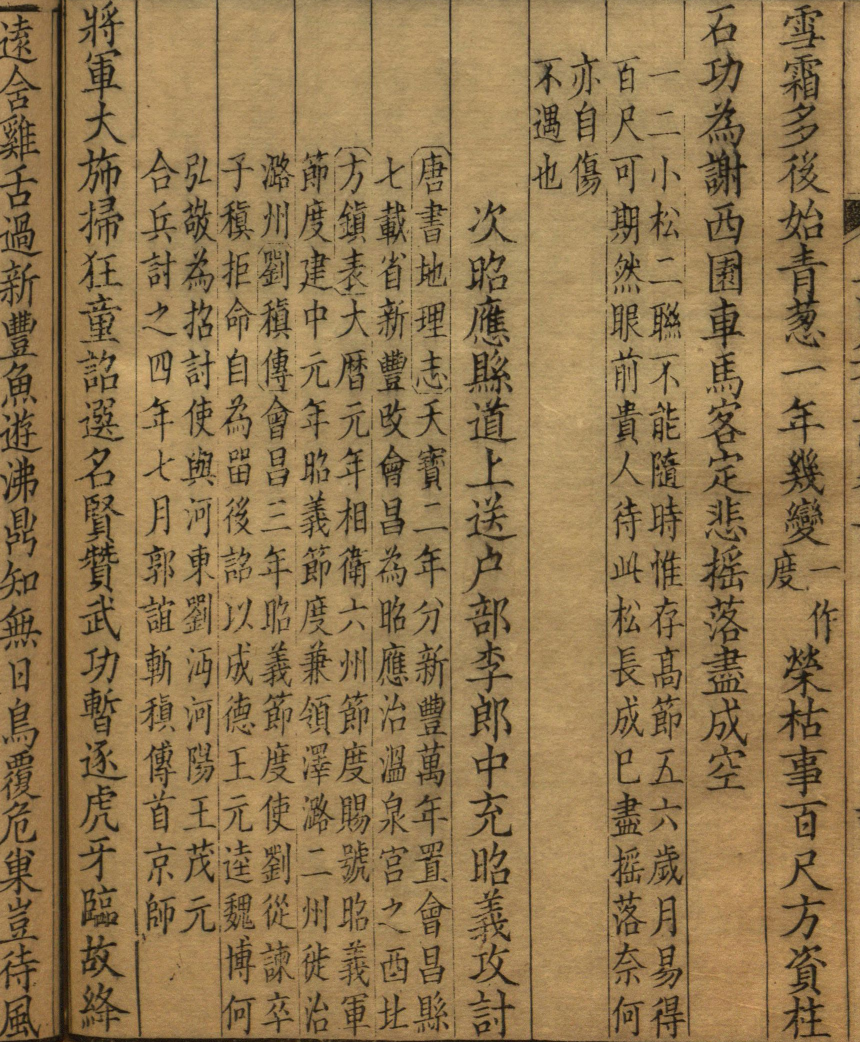 雪霜多後始青葱一年幾變一作度榮枯事百尺方資柱
石功為謝西園車馬客定悲搖落盡成空
一二小松二聯不能隨時惟存高節五六歲月易得
百尺可期然眼前貴人待此松長成巳盡搖落奈何
亦自傷
不遇也
次昭應縣道上送户部李郎中充昭義攻討
唐書地理志天寶二年分新豐萬年置會昌縣
七載省新豐改會昌為昭應治溫泉宮之西北
方鎮表大曆元年相衛六州節度賜號昭義軍
節度建中元年昭義節度兼領澤潞二州徙治
潞州劉稹傳會昌三年昭義節度使劉從諫卒
子稹拒命自為留後詔以成德王元逵魏博何
弘敬為招討使與河東劉沔河陽王茂元
合兵討之四年七月郭誼斬稹傳首京師
將軍大斾掃狂童詔選名賢贊武功暫逐虎牙臨故絳
遠含雞舌過新豐魚遊沸鼎知無日鳥覆危巢豈待風